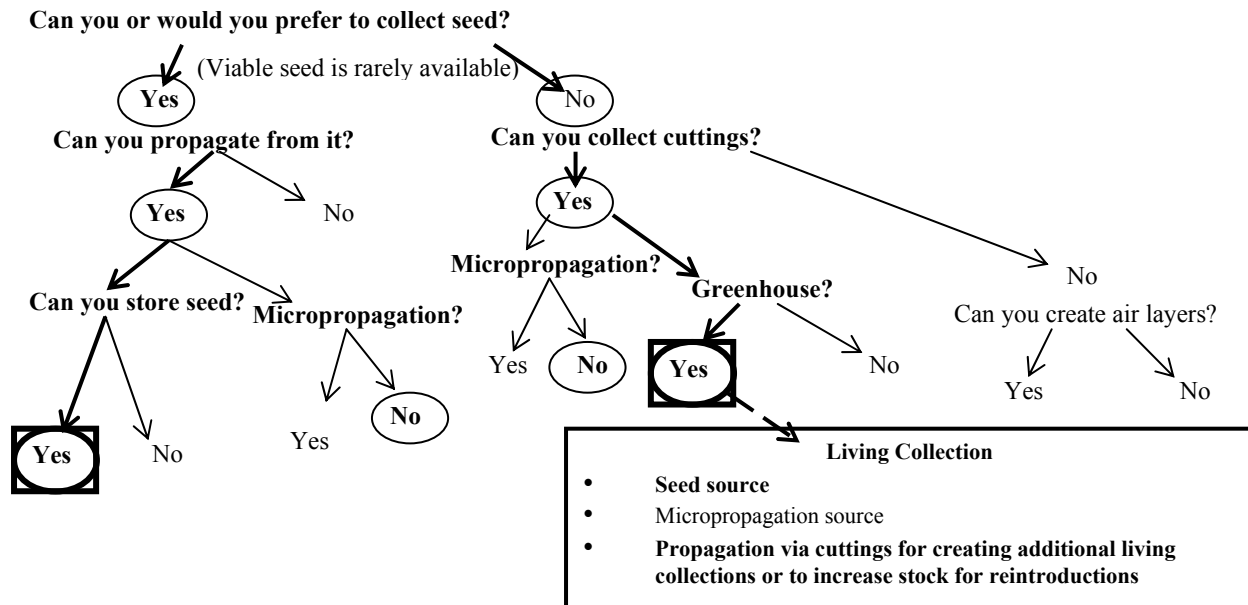 Can you or would you prefer to collect seed?
(Viable seed is rarely available)
Yes
No
Can you propagate from it?
Can you collect cuttings?
Yes
No
Yes
No
Can you store seed?
Micropropagation?
Micropropagation?
Greenhouse?
Can you create air layers?
Yes
No
Yes
No
Yes
No
Yes
No
Yes
No
Living Collection
• Seed source
• Micropropagation source
• Propagation via cuttings for creating additional living
collections or to increase stock for reintroductions